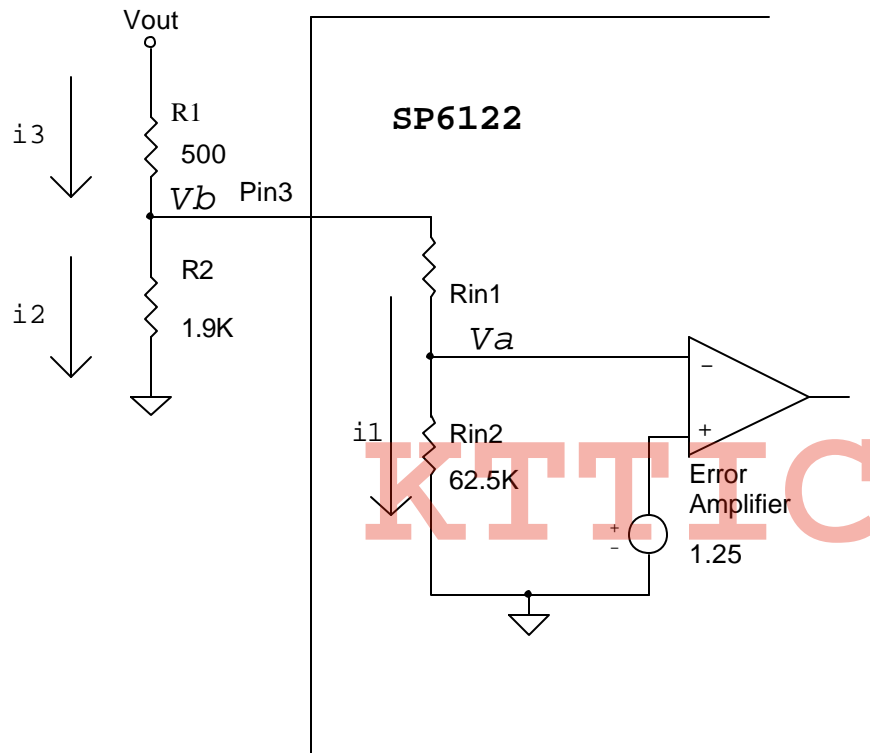 Vout
SP6122
R1
i3
500
Vb
Pin3
R2
Rin1
i2
1.9K
Va
−
+
i1
Rin2
62.5K
KTTIC
Error
Amplifier
+
−
1.25